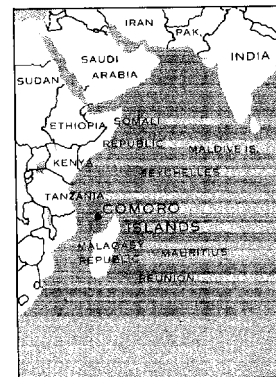 IRAN
PAK.
SAUDI
ARABIA
INDIA
SUDAN
ETHIOPIA
SOMALI
REPUBLIC
MALDIVE IS.
KENYA
SEYCHELLES
TANZANIA
COMORO
ISLANDS
MALAGASY
REPUBLIC
MAURITIUS
REUNION